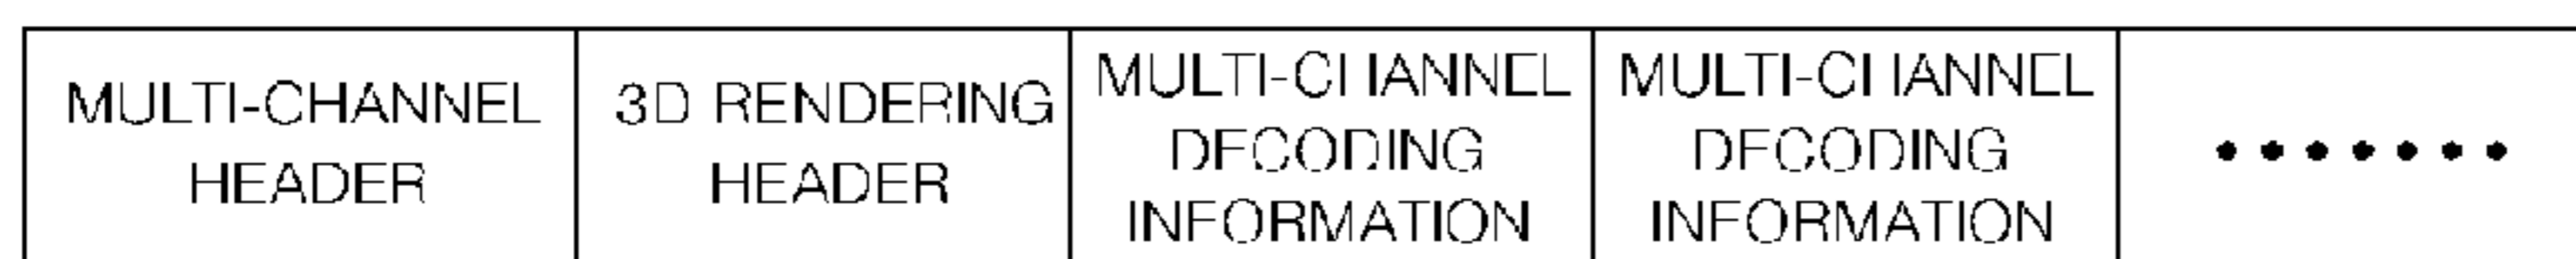 MULTI-CHANNEL
HEADER
3D RENDERING
HEADER
MULTI-CHANNEL
DECODING
INFORMATION
MULTI-CHANNEL
DECODING
INFORMATION
.......